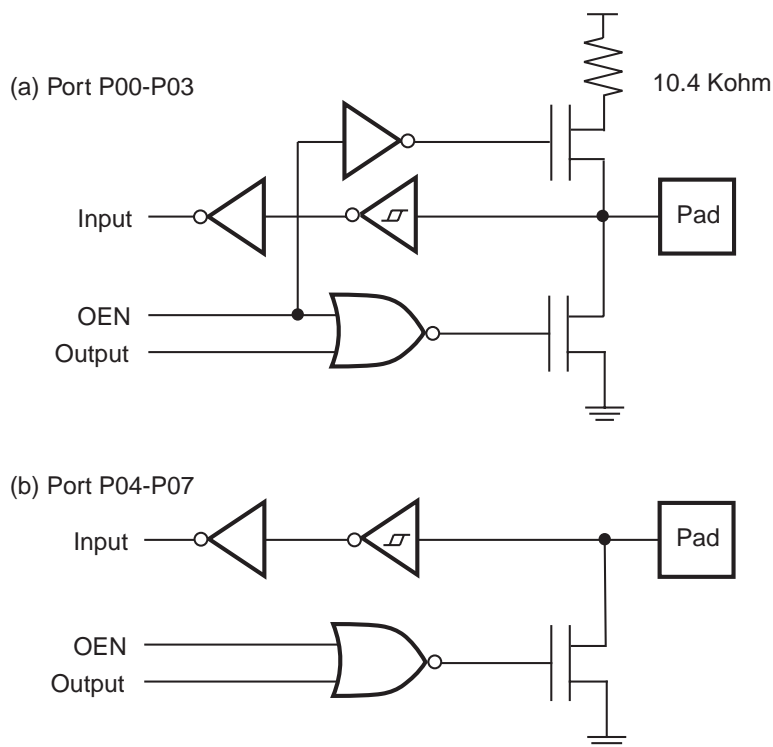 (a) Port P00-P03
10.4 Kohm
Input
Pad
OEN
Output
(b) Port P04-P07
Input
Pad
OEN
Output